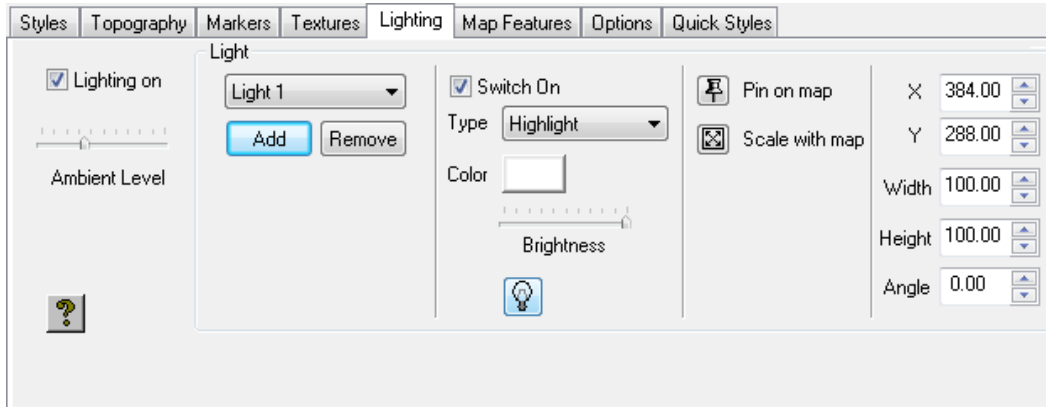 Styles Topography Markers Textures Lighting Map Features Options Quick Styles
Light
Lighting on
Ambient Level
?
Light 1
Add Remove
Switch On
Type Highlight
Color
Brightness
Pin on map
Scale with map
X 384.00
Y 288.00
Width 100.00
Height 100.00
Angle 0.00